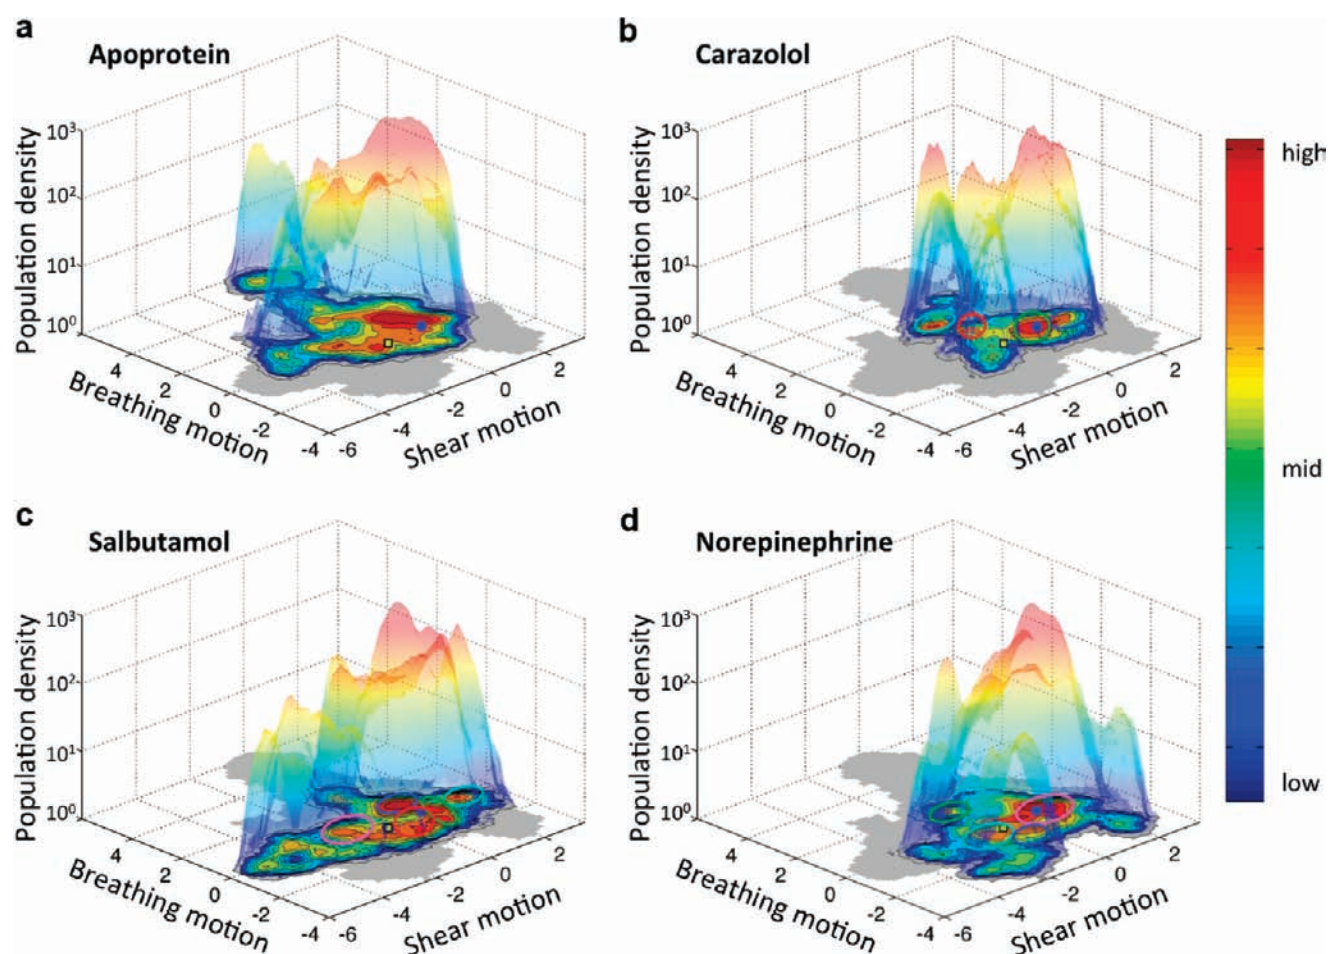 a
Apoprotein
Population density
10³
10²
10¹
10⁰
4
2
0
-2
-4
Breathing motion
-6
-4
-2
0
2
Shear motion
b
Carazolol
Population density
10³
10²
10¹
10⁰
4
2
0
-2
-4
Breathing motion
-6
-4
-2
0
2
Shear motion
high
mid
low
c
Salbutamol
Population density
10³
10²
10¹
10⁰
4
2
0
-2
-4
Breathing motion
-6
-4
-2
0
2
Shear motion
d
Norepinephrine
Population density
10³
10²
10¹
10⁰
4
2
0
-2
-4
Breathing motion
-6
-4
-2
0
2
Shear motion